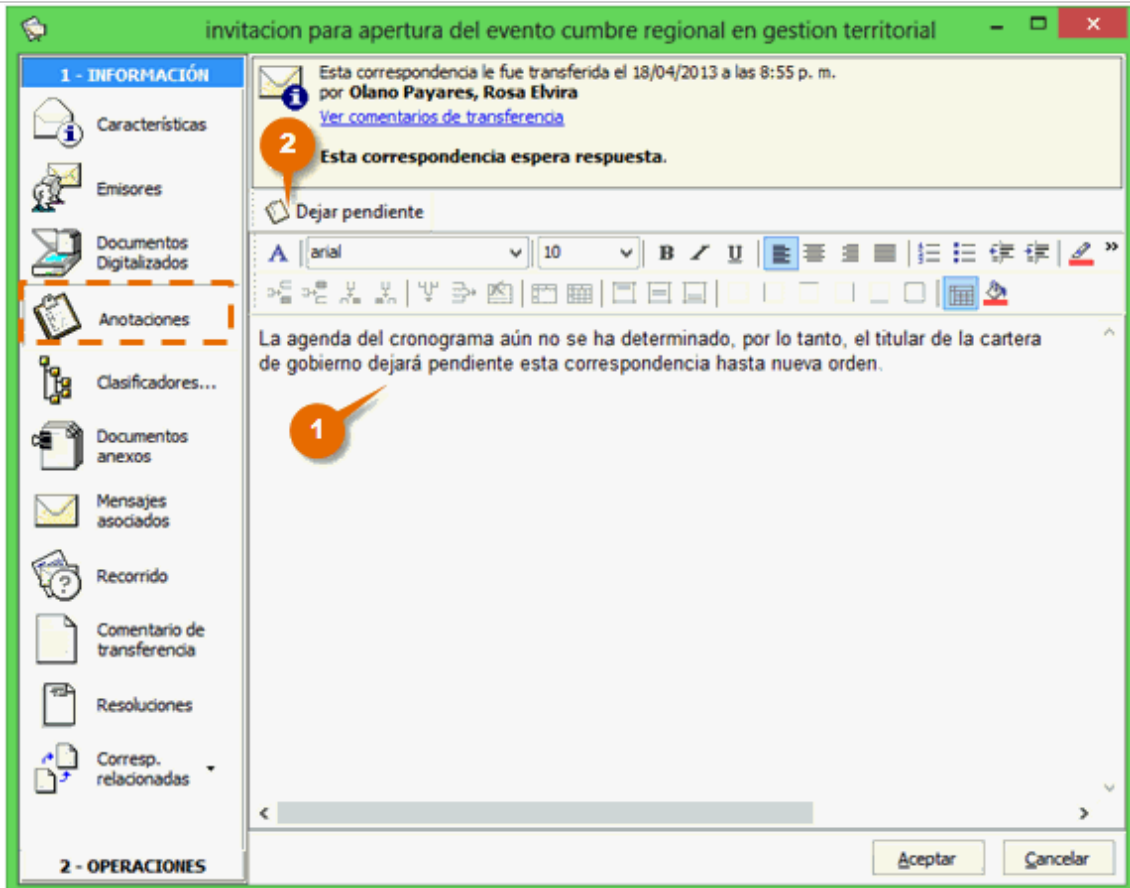 invitacion para apertura del evento cumbre regional en gestion territorial
1 - INFORMACIÓN
Características
Emisores
Documentos
Digitalizados
Anotaciones
Clasificadores...
Documentos
anexos
Mensajes
asociados
Recorrido
Comentario de
transferencia
Resoluciones
Corresp.
relacionadas
2 - OPERACIONES
Esta correspondencia le fue transferida el 18/04/2013 a las 8:55 p. m.
por Olano Payares, Rosa Elvira
Ver comentarios de transferencia
2
Esta correspondencia espera respuesta.
Dejar pendiente
A arial 10 B I U
La agenda del cronograma aún no se ha determinado, por lo tanto, el titular de la cartera
de gobierno dejará pendiente esta correspondencia hasta nueva orden.
1
Aceptar Cancelar